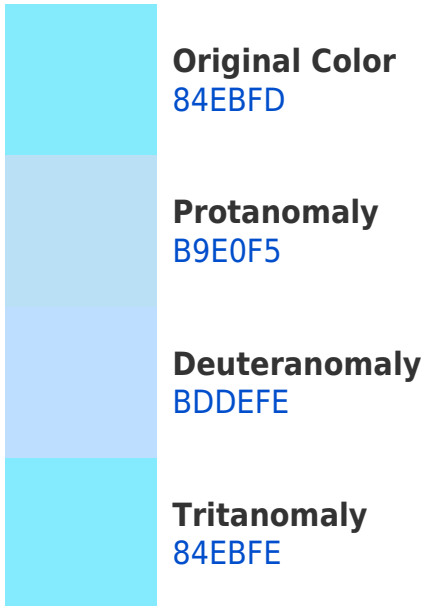 Original Color
84EBFD
Protanomaly
B9E0F5
Deuteranomaly
BDDEFE
Tritanomaly
84EBFE